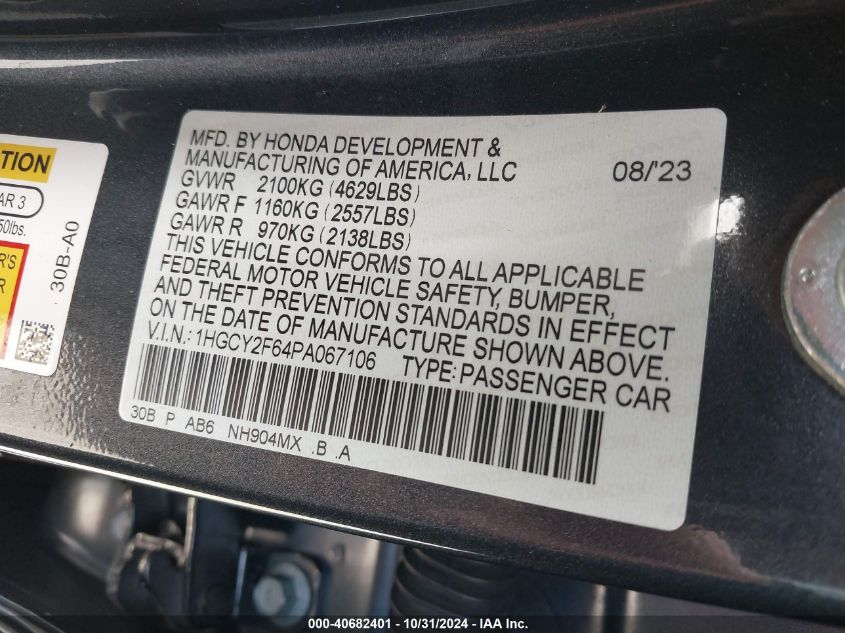 TION
AR 3
50lbs.
R'S
R
30B-A0
MFD. BY HONDA DEVELOPMENT &
MANUFACTURING OF AMERICA, LLC 08/'23
GVWR 2100KG (4629LBS)
GAWR F 1160KG (2557LBS)
GAWR R 970KG (2138LBS)
THIS VEHICLE CONFORMS TO ALL APPLICABLE
FEDERAL MOTOR VEHICLE SAFETY, BUMPER,
AND THEFT PREVENTION STANDARDS IN EFFECT
ON THE DATE OF MANUFACTURE SHOWN ABOVE.
V.I.N.: 1HGCY2F64PA067106 TYPE: PASSENGER CAR
30B P AB6 NH904MX .B .A
000-40682401 - 10/31/2024 - IAA Inc.